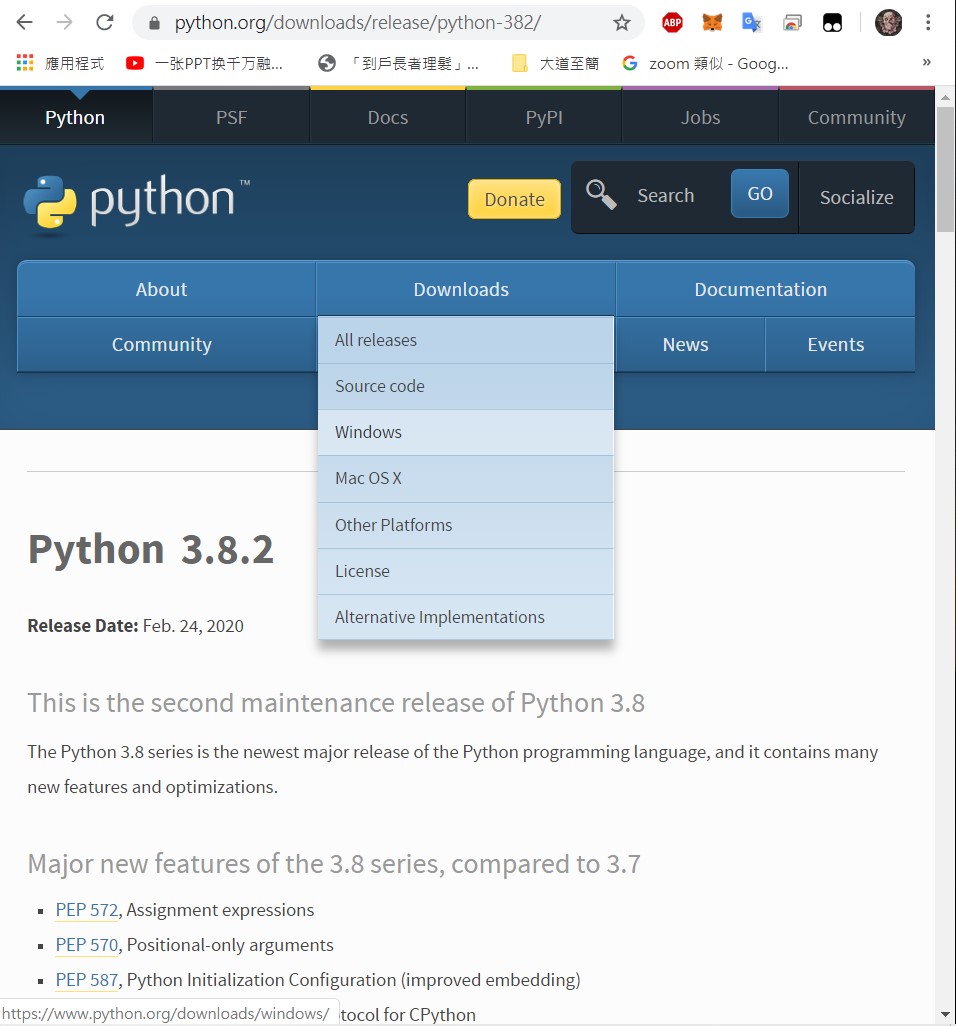 python.org/downloads/release/python-382/
ABP
應用程式 一张PPT换千万融... 「到戶長者理髮」... 大道至簡 zoom 類似 - Goog... »
Python PSF Docs PyPI Jobs Community
python™ Donate Search GO Socialize
About Downloads Documentation
Community News Events
All releases
Source code
Windows
Mac OS X
Other Platforms
License
Alternative Implementations
Python 3.8.2
Release Date: Feb. 24, 2020
This is the second maintenance release of Python 3.8
The Python 3.8 series is the newest major release of the Python programming language, and it contains many
new features and optimizations.
Major new features of the 3.8 series, compared to 3.7
PEP 572, Assignment expressions
PEP 570, Positional-only arguments
PEP 587, Python Initialization Configuration (improved embedding)
https://www.python.org/downloads/windows/ tocol for CPython